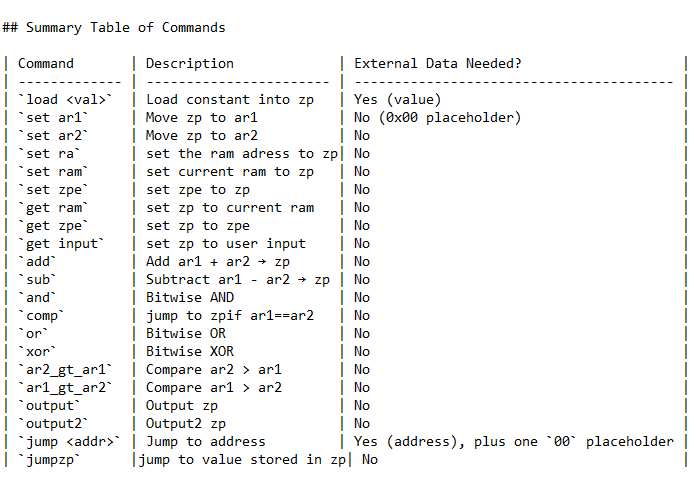 ## Summary Table of Commands
| Command | Description | External Data Needed? |
| ------------- | ----------------------- | ---------------------------------------- |
| `load <val>` | Load constant into zp | Yes (value) |
| `set ar1` | Move zp to ar1 | No (0x00 placeholder) |
| `set ar2` | Move zp to ar2 | No |
| `set ra` | set the ram adress to zp| No |
| `set ram` | set current ram to zp | No |
| `set zpe` | set zpe to zp | No |
| `get ram` | set zp to current ram | No |
| `get zpe` | set zp to zpe | No |
| `get input` | set zp to user input | No |
| `add` | Add ar1 + ar2 → zp | No |
| `sub` | Subtract ar1 - ar2 → zp | No |
| `and` | Bitwise AND | No |
| `comp` | jump to zpif ar1==ar2 | No |
| `or` | Bitwise OR | No |
| `xor` | Bitwise XOR | No |
| `ar2_gt_ar1` | Compare ar2 > ar1 | No |
| `ar1_gt_ar2` | Compare ar1 > ar2 | No |
| `output` | Output zp | No |
| `output2` | Output2 zp | No |
| `jump <addr>` | Jump to address | Yes (address), plus one `00` placeholder |
| `jumpzp` |jump to value stored in zp| No |